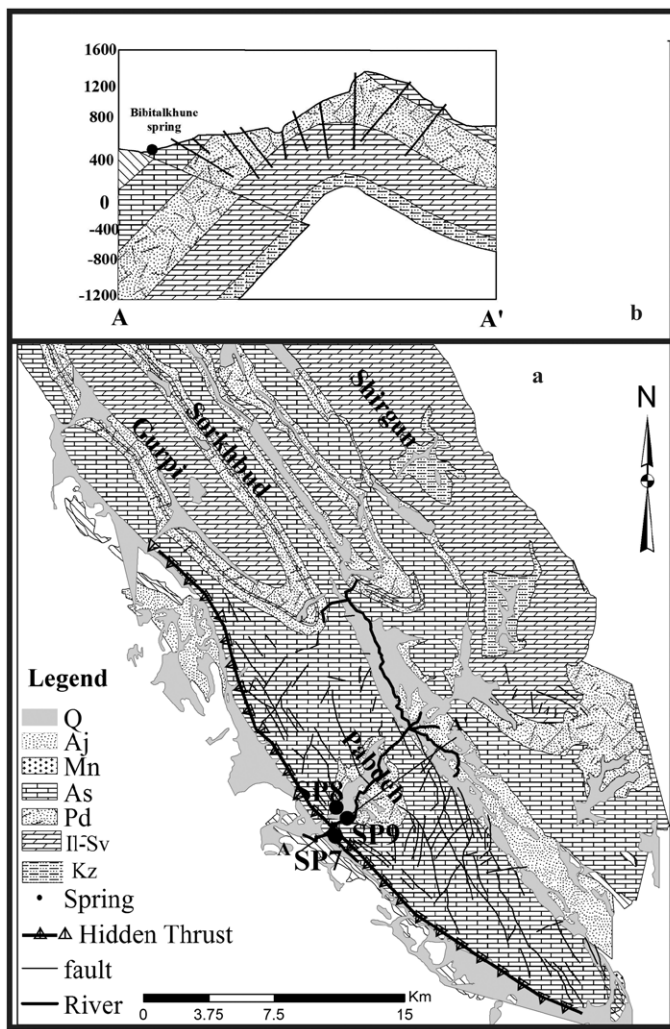 1600
1200
800
400
0
-400
-800
-1200
Bibitalkhune
spring
A
A'
b
a
N
Shirgun
Sorkhbud
Gurpi
Pabdeh
SP9
SP7
A
Legend
Q
Aj
Mn
As
Pd
Il-Sv
Kz
Spring
Hidden Thrust
fault
River
0
3.75
7.5
15
Km